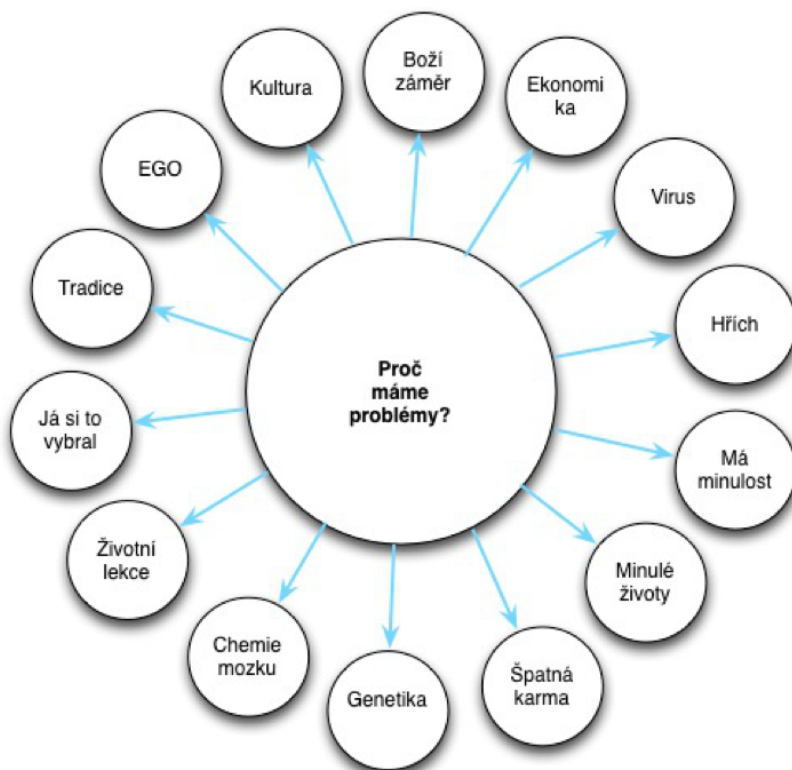 Boží
záměr
Ekonomi
ka
Kultura
Virus
EGO
Tradice
Hřích
Proč
máme
problémy?
Já si to
vybral
Má
minulost
Životní
lekce
Minulé
životy
Chemie
mozku
Špatná
karma
Genetika